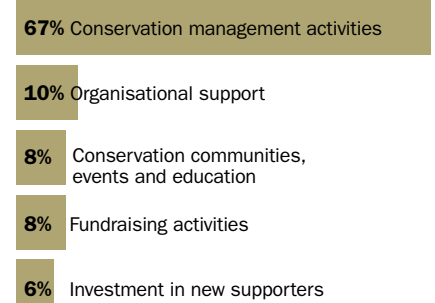 67% Conservation management activities
10% Organisational support
8% Conservation communities,
events and education
8% Fundraising activities
6% Investment in new supporters